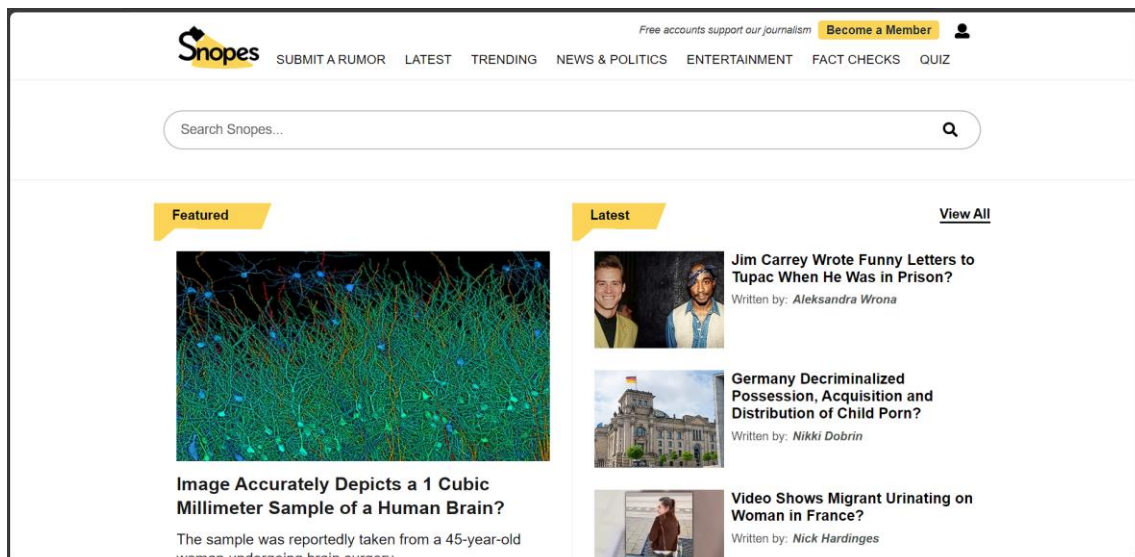 Free accounts support our journalism Become a Member
Snopes
SUBMIT A RUMOR LATEST TRENDING NEWS & POLITICS ENTERTAINMENT FACT CHECKS QUIZ
Search Snopes...
Featured
Image Accurately Depicts a 1 Cubic
Millimeter Sample of a Human Brain?
The sample was reportedly taken from a 45-year-old
woman undergoing brain surgery
Latest
View All
Jim Carrey Wrote Funny Letters to
Tupac When He Was in Prison?
Written by: Aleksandra Wrona
Germany Decriminalized
Possession, Acquisition and
Distribution of Child Porn?
Written by: Nikki Dobrin
Video Shows Migrant Urinating on
Woman in France?
Written by: Nick Hardinges